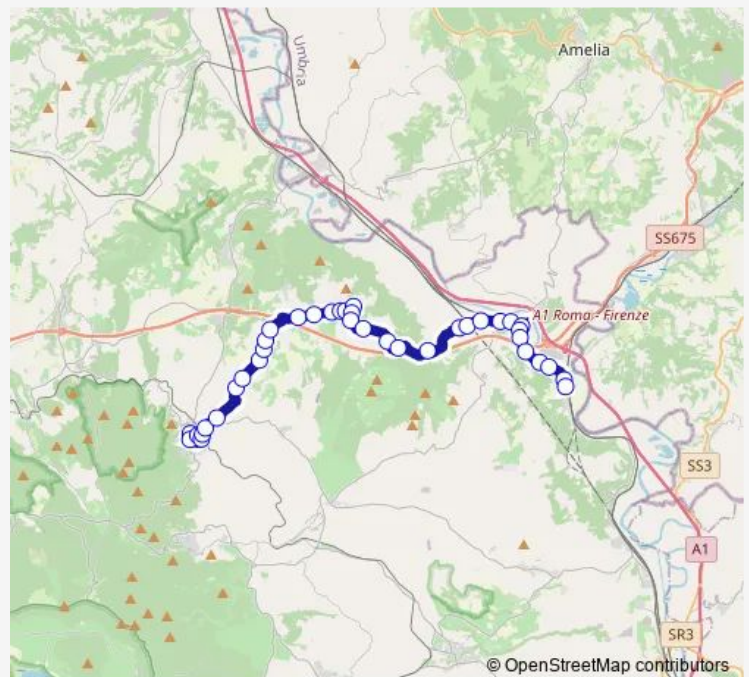 Umbria
Amelia
SS675
A1 Roma - Firenze
SS3
A1
SR3
© OpenStreetMap contributors